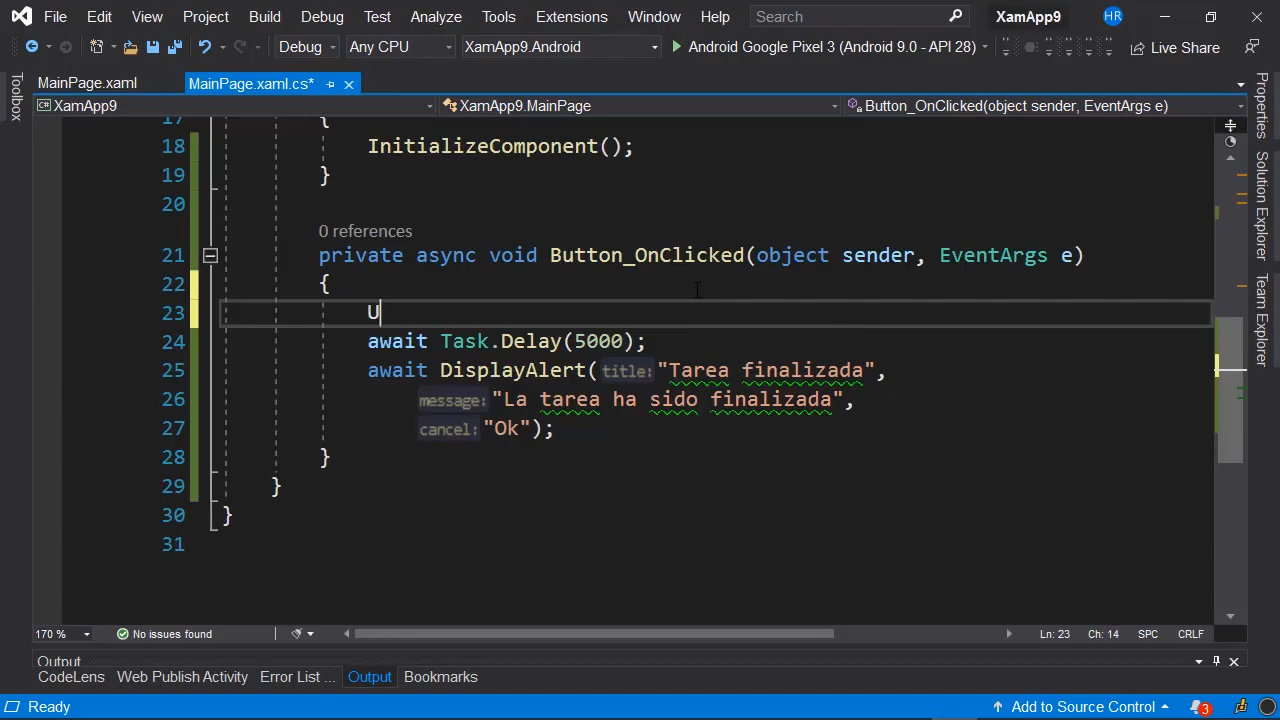 File Edit View Project Build Debug Test Analyze Tools Extensions Window Help Search XamApp9 HR
Debug Any CPU XamApp9.Android Android Google Pixel 3 (Android 9.0 - API 28) Live Share
MainPage.xaml MainPage.xaml.cs*
XamApp9 XamApp9.MainPage Button_OnClicked(object sender, EventArgs e)
Toolbox
Properties
Solution Explorer
Team Explorer
17 {
18 InitializeComponent();
19 }
20
0 references
21 private async void Button_OnClicked(object sender, EventArgs e)
22 {
23 U
24 await Task.Delay(5000);
25 await DisplayAlert(title: "Tarea finalizada",
26 message: "La tarea ha sido finalizada",
27 cancel: "Ok");
28 }
29 }
30 }
31
170 % No issues found Ln: 23 Ch: 14 SPC CRLF
Output
CodeLens Web Publish Activity Error List ... Output Bookmarks
Ready Add to Source Control 3